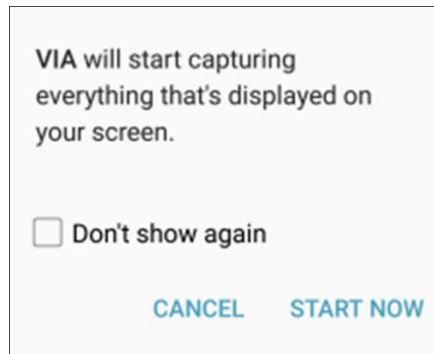 VIA will start capturing
everything that's displayed on
your screen.
Don't show again
CANCEL START NOW